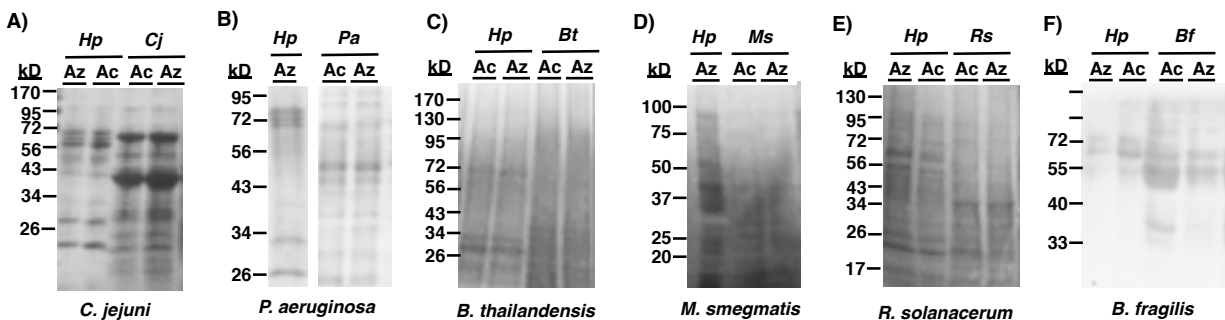 A)
Hp Cj
kD Az Ac Ac Az
170
95
72
56
43
34
26
C. jejuni
B)
Hp Pa
kD Az Ac Az
95
72
56
43
34
26
P. aeruginosa
C)
Hp Bt
kD Ac Az Ac Az
170
130
95
72
56
43
34
26
B. thailandensis
D)
Hp Ms
kD Az Ac Az
100
75
50
37
25
20
M. smegmatis
E)
Hp Rs
kD Az Ac Ac Az
130
95
72
56
43
34
26
17
R. solanacerum
F)
Hp Bf
kD Az Ac Ac Az
72
55
40
33
B. fragilis